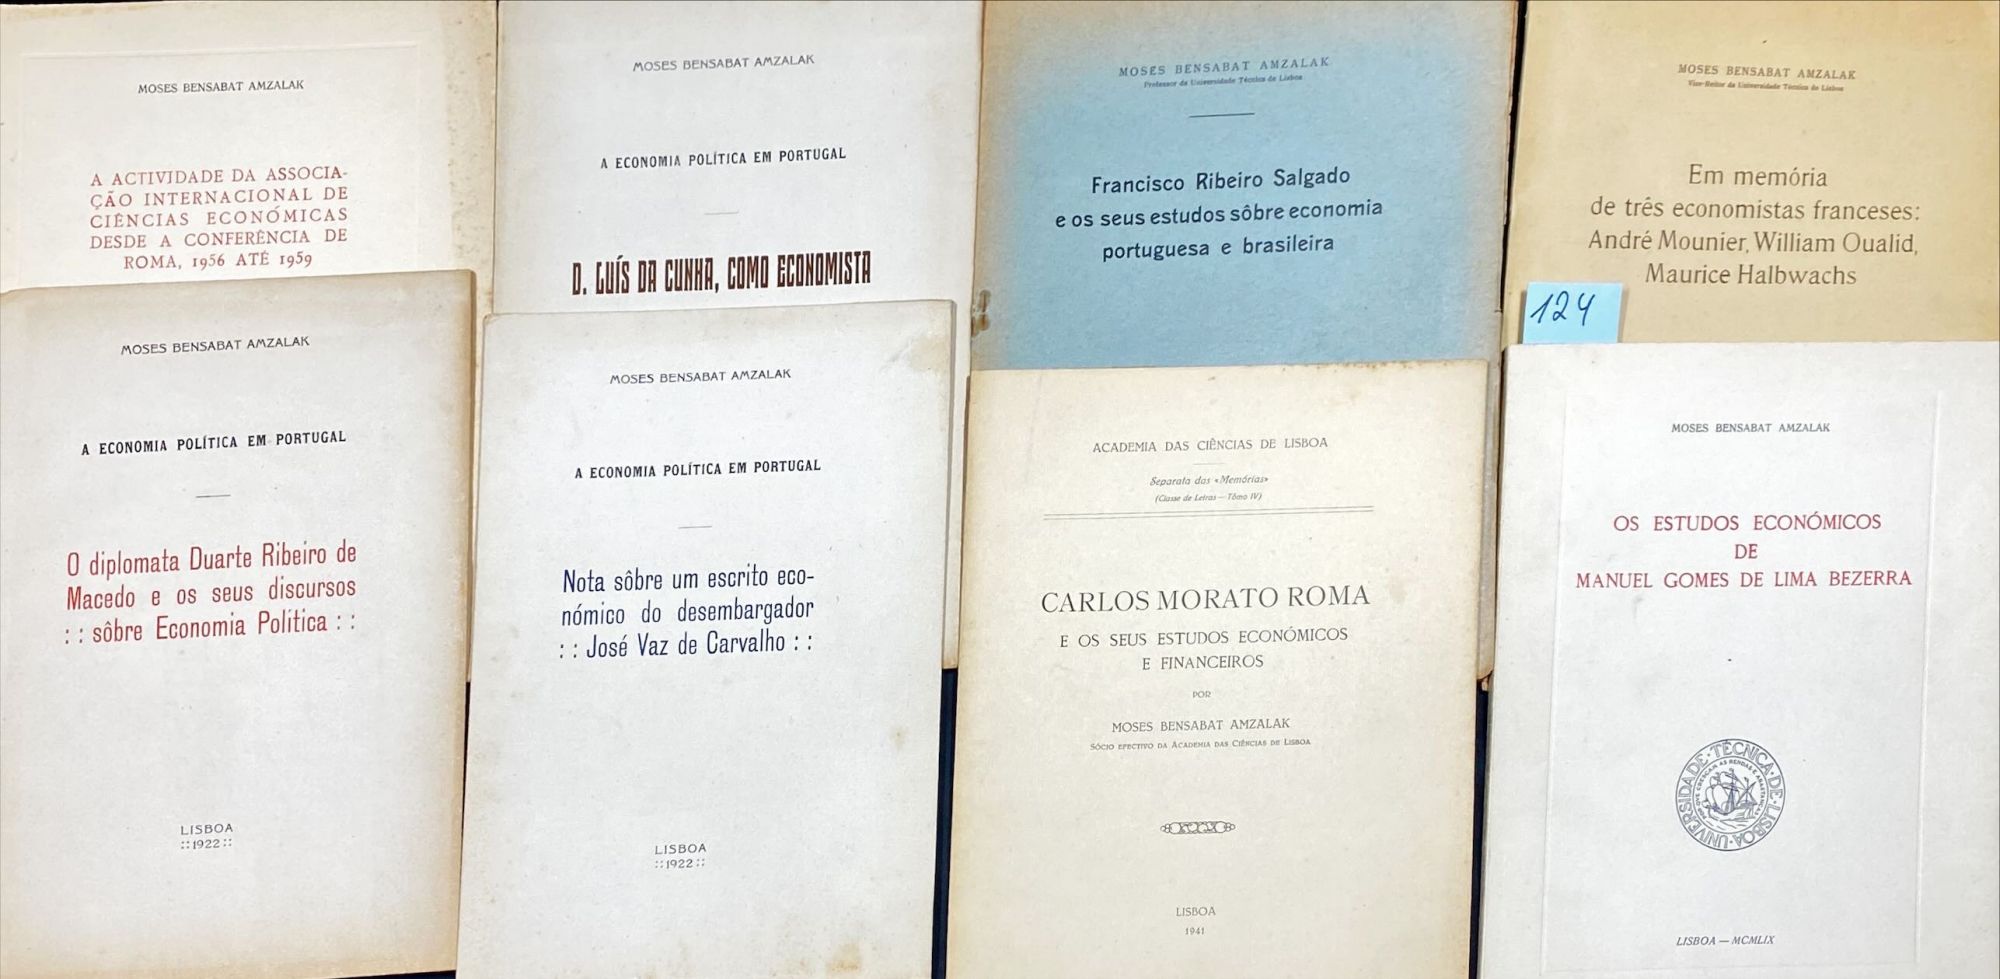 MOSES BENSABAT AMZALAK
A ACTIVIDADE DA ASSOCIA-
ÇÃO INTERNACIONAL DE
CIÊNCIAS ECONÓMICAS
DESDE A CONFERÊNCIA DE
ROMA, 1956 ATÉ 1959
MOSES BENSABAT AMZALAK
A ECONOMIA POLÍTICA EM PORTUGAL
D. LUÍS DA CUNHA, COMO ECONOMISTA
MOSES BENSABAT AMZALAK
Professor da Universidade Técnica de Lisboa
Francisco Ribeiro Salgado
e os seus estudos sôbre economia
portuguesa e brasileira
MOSES BENSABAT AMZALAK
Vice-Reitor da Universidade Técnica de Lisboa
Em memória
de três economistas franceses:
André Mounier, William Oualid,
Maurice Halbwachs
124
MOSES BENSABAT AMZALAK
A ECONOMIA POLÍTICA EM PORTUGAL
O diplomata Duarte Ribeiro de
Macedo e os seus discursos
: : sôbre Economia Política : :
LISBOA
:: 1922 ::
MOSES BENSABAT AMZALAK
A ECONOMIA POLÍTICA EM PORTUGAL
Nota sôbre um escrito eco-
nómico do desembargador
: : José Vaz de Carvalho : :
LISBOA
:: 1922 ::
ACADEMIA DAS CIÊNCIAS DE LISBOA
Separata das «Memórias»
(Classe de Letras — Tômo IV)
CARLOS MORATO ROMA
E OS SEUS ESTUDOS ECONÓMICOS
E FINANCEIROS
POR
MOSES BENSABAT AMZALAK
SÓCIO EFECTIVO DA ACADEMIA DAS CIÊNCIAS DE LISBOA
LISBOA
1941
MOSES BENSABAT AMZALAK
OS ESTUDOS ECONÓMICOS
DE
MANUEL GOMES DE LIMA BEZERRA
UNIVERSIDADE · TÉCNICA · DE · LISBOA
LISBOA — MCMLIX